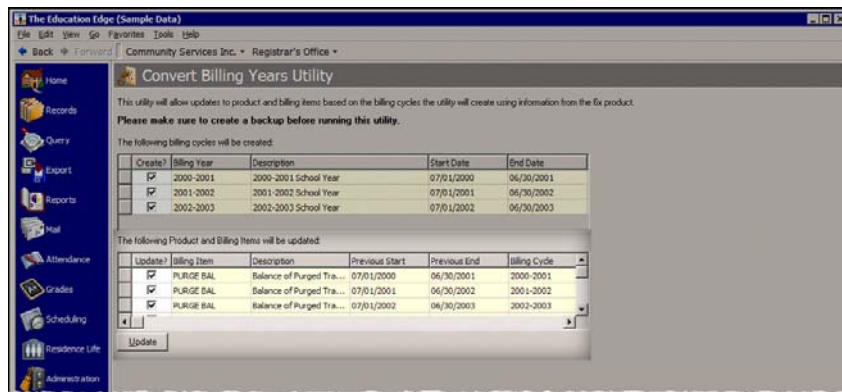 The Education Edge (Sample Data)
File Edit View Go Favorites Tools Help
Back Forward Community Services Inc. Registrar's Office
Home
Records
Query
Export
Reports
Mail
Attendance
Grades
Scheduling
Residence Life
Administration
Convert Billing Years Utility
This utility will allow updates to product and billing items based on the billing cycles the utility will create using information from the 6x product.
Please make sure to create a backup before running this utility.
The following billing cycles will be created:
Create? Billing Year Description Start Date End Date
2000-2001 2000-2001 School Year 07/01/2000 06/30/2001
2001-2002 2001-2002 School Year 07/01/2001 06/30/2002
2002-2003 2002-2003 School Year 07/01/2002 06/30/2003
The following Product and Billing Items will be updated:
Update? Billing Item Description Previous Start Previous End Billing Cycle
PURGE BAL Balance of Purged Tra... 07/01/2000 06/30/2001 2000-2001
PURGE BAL Balance of Purged Tra... 07/01/2001 06/30/2002 2001-2002
PURGE BAL Balance of Purged Tra... 07/01/2002 06/30/2003 2002-2003
Update